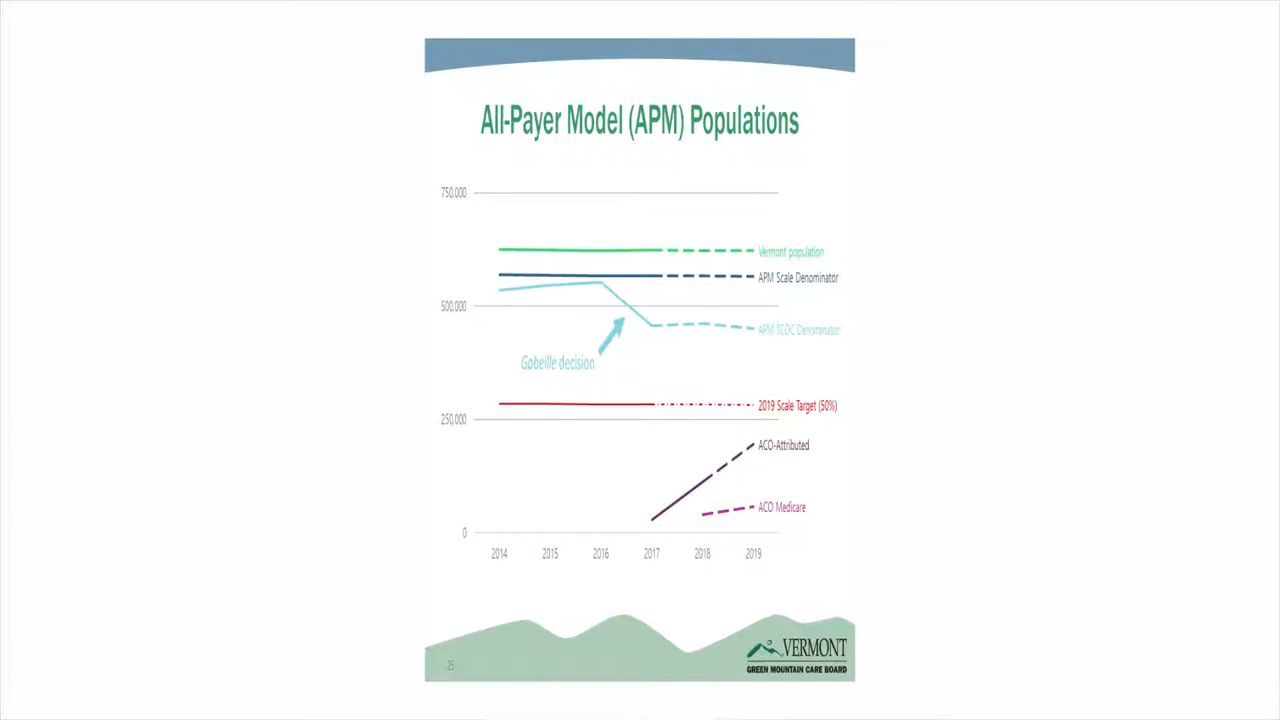 All-Payer Model (APM) Populations
750,000
Vermont population
APM Scale Denominator
500,000
APM TCOC Denominator
Gobeille decision
2019 Scale Target (50%)
250,000
ACO-Attributed
ACO Medicare
0
2014 2015 2016 2017 2018 2019
25
VERMONT
GREEN MOUNTAIN CARE BOARD